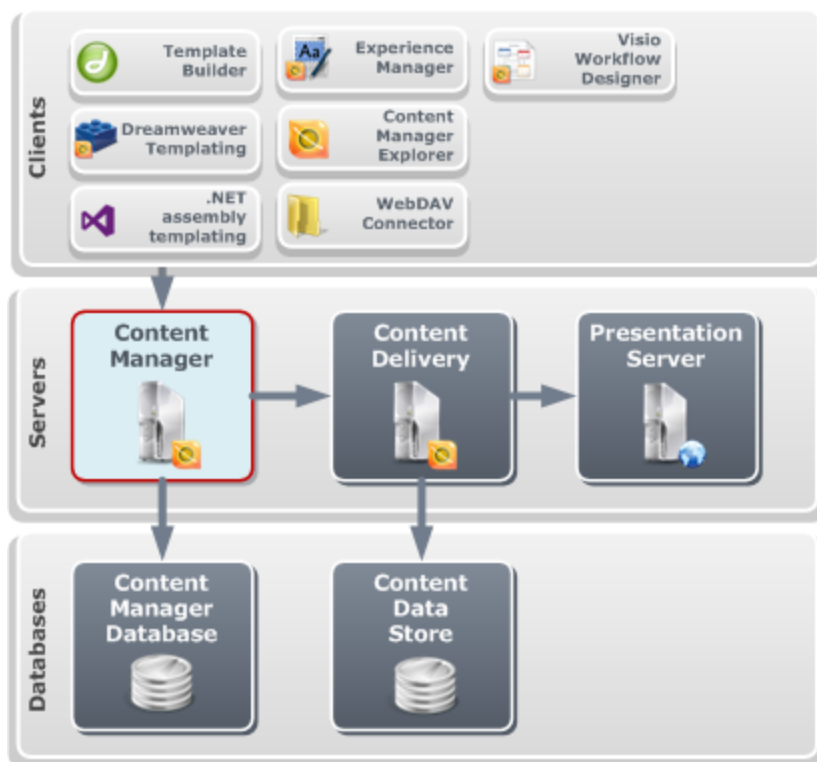 Clients
Template
Builder
Experience
Manager
Visio
Workflow
Designer
Dreamweaver
Templating
Content
Manager
Explorer
.NET
assembly
templating
WebDAV
Connector
Servers
Content
Manager
Content
Delivery
Presentation
Server
Databases
Content
Manager
Database
Content
Data
Store